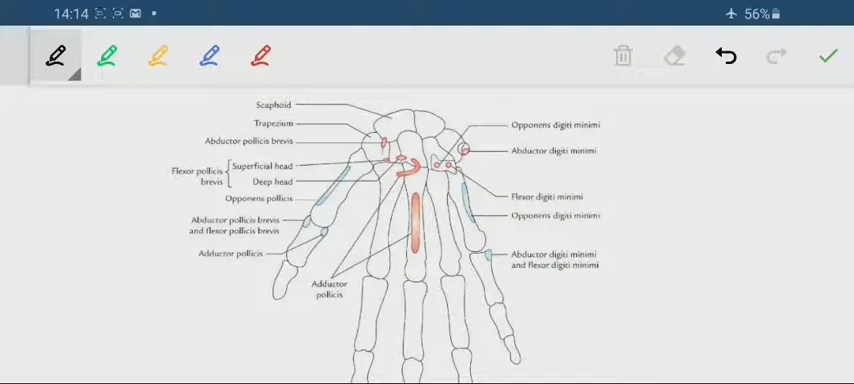 14:14
56%
Scaphoid
Trapezium
Abductor pollicis brevis
Flexor pollicis
brevis
Superficial head
Deep head
Opponens pollicis
Abductor pollicis brevis
and flexor pollicis brevis
Adductor pollicis
Adductor
pollicis
Opponens digiti minimi
Abductor digiti minimi
Flexor digiti minimi
Opponens digiti minimi
Abductor digiti minimi
and flexor digiti minimi